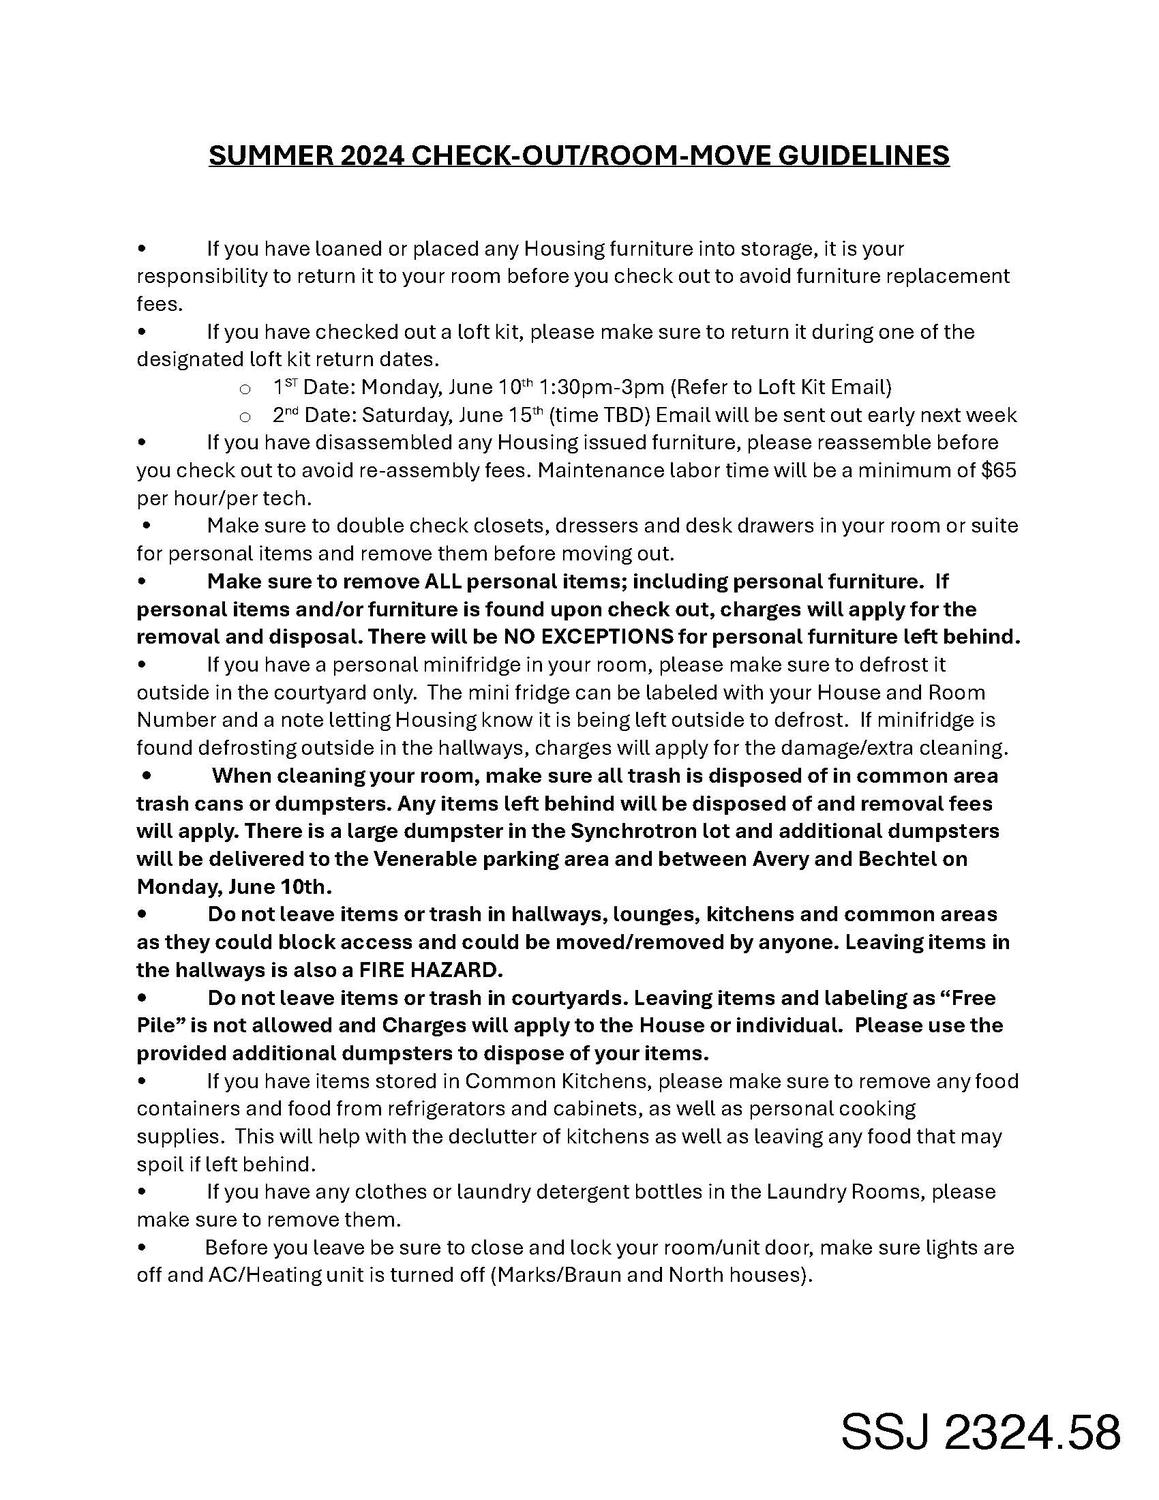 SUMMER 2024 CHECK-OUT/ROOM-MOVE GUIDELINES
• If you have loaned or placed any Housing furniture into storage, it is your
responsibility to return it to your room before you check out to avoid furniture replacement
fees.
• If you have checked out a loft kit, please make sure to return it during one of the
designated loft kit return dates.
o 1ST Date: Monday, June 10th 1:30pm-3pm (Refer to Loft Kit Email)
o 2nd Date: Saturday, June 15th (time TBD) Email will be sent out early next week
• If you have disassembled any Housing issued furniture, please reassemble before
you check out to avoid re-assembly fees. Maintenance labor time will be a minimum of $65
per hour/per tech.
• Make sure to double check closets, dressers and desk drawers in your room or suite
for personal items and remove them before moving out.
• Make sure to remove ALL personal items; including personal furniture. If
personal items and/or furniture is found upon check out, charges will apply for the
removal and disposal. There will be NO EXCEPTIONS for personal furniture left behind.
• If you have a personal minifridge in your room, please make sure to defrost it
outside in the courtyard only. The mini fridge can be labeled with your House and Room
Number and a note letting Housing know it is being left outside to defrost. If minifridge is
found defrosting outside in the hallways, charges will apply for the damage/extra cleaning.
• When cleaning your room, make sure all trash is disposed of in common area
trash cans or dumpsters. Any items left behind will be disposed of and removal fees
will apply. There is a large dumpster in the Synchrotron lot and additional dumpsters
will be delivered to the Venerable parking area and between Avery and Bechtel on
Monday, June 10th.
• Do not leave items or trash in hallways, lounges, kitchens and common areas
as they could block access and could be moved/removed by anyone. Leaving items in
the hallways is also a FIRE HAZARD.
• Do not leave items or trash in courtyards. Leaving items and labeling as “Free
Pile” is not allowed and Charges will apply to the House or individual. Please use the
provided additional dumpsters to dispose of your items.
• If you have items stored in Common Kitchens, please make sure to remove any food
containers and food from refrigerators and cabinets, as well as personal cooking
supplies. This will help with the declutter of kitchens as well as leaving any food that may
spoil if left behind.
• If you have any clothes or laundry detergent bottles in the Laundry Rooms, please
make sure to remove them.
• Before you leave be sure to close and lock your room/unit door, make sure lights are
off and AC/Heating unit is turned off (Marks/Braun and North houses).
SSJ 2324.58